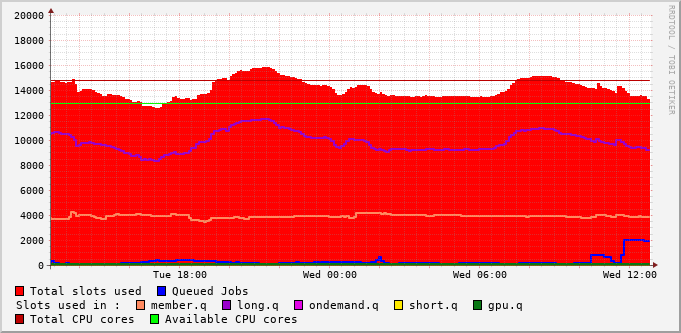 RRDTOOL / TOBI OETIKER
20000
18000
16000
14000
12000
10000
8000
6000
4000
2000
0
Tue 18:00 Wed 00:00 Wed 06:00 Wed 12:00
Total slots used Queued Jobs
Slots used in : member.q long.q ondemand.q short.q gpu.q
Total CPU cores Available CPU cores